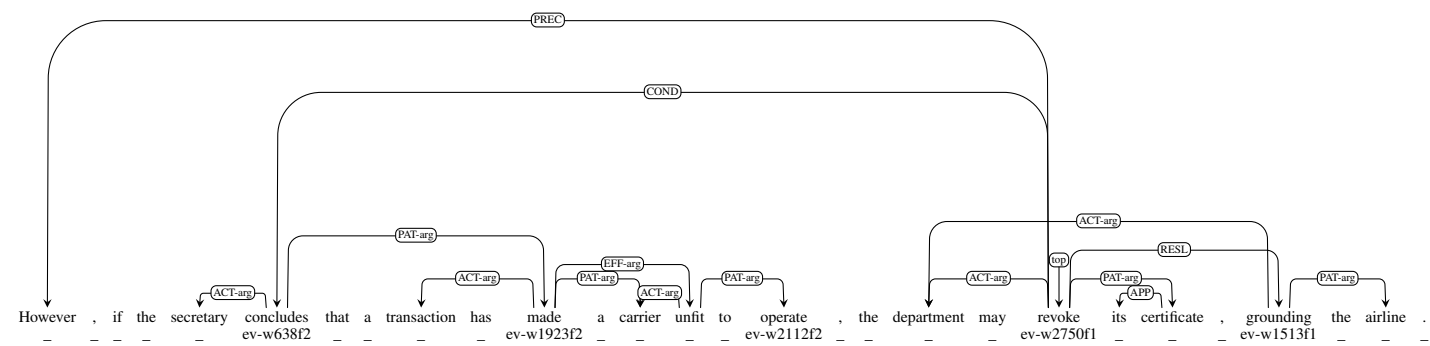 PREC
COND
ACT-arg
PAT-arg
RESL
EFF-arg
top
ACT-arg PAT-arg ACT-arg PAT-arg PAT-arg
ACT-arg ACT-arg APP PAT-arg
However , if the secretary concludes that a transaction has made a carrier unfit to operate , the department may revoke its certificate , grounding the airline .
_ _ _ _ _ ev-w638f2 _ _ _ _ ev-w1923f2 _ _ _ _ ev-w2112f2 _ _ _ _ ev-w2750f1 _ _ _ ev-w1513f1 _ _ _